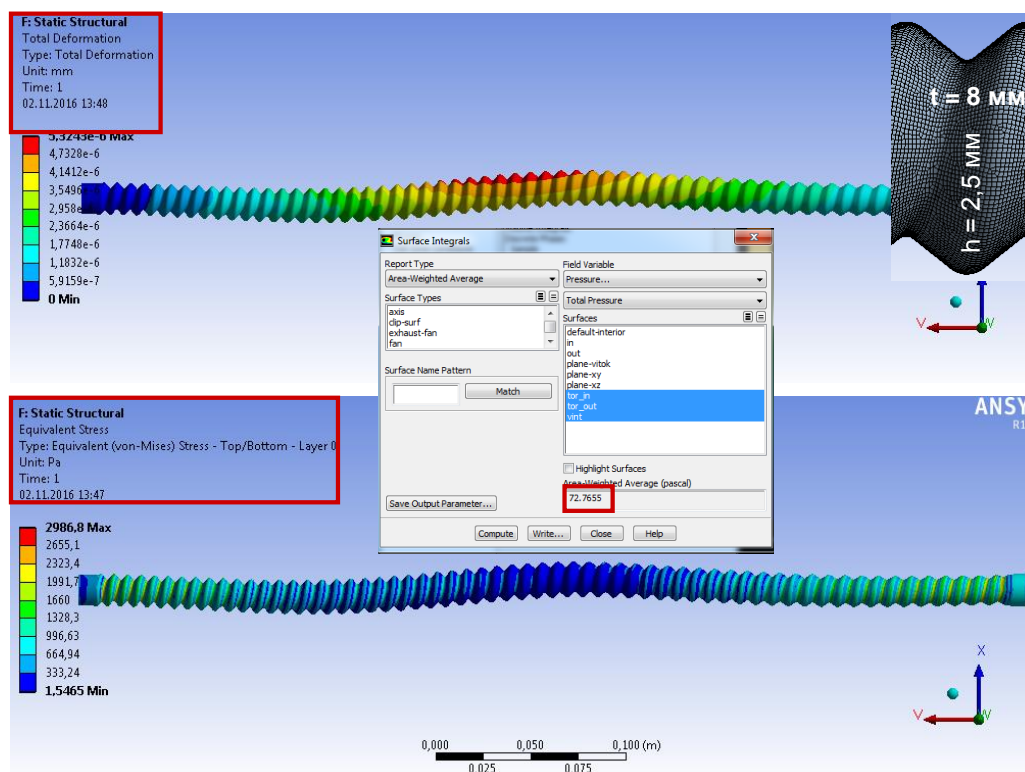 F: Static Structural
Total Deformation
Type: Total Deformation
Unit: mm
Time: 1
02.11.2016 13:48
5,3243e-6 Max
4,7328e-6
4,1412e-6
2,3664e-6
1,7748e-6
1,1832e-6
5,9159e-7
0 Min
t = 8 мм
h = 2,5 мм
Surface Integrals
Report Type
Area-Weighted Average
Surface Types
axis
clip-surf
exhaust-fan
fan
Surface Name Pattern
Match
Save Output Parameter...
Field Variable
Pressure...
Total Pressure
Surfaces
default-interior
in
out
plane-vitok
plane-xy
plane-xz
tor_in
tor_out
vint
Highlight Surfaces
Area-Weighted Average (pascal)
72.7655
Compute
Write...
Close
Help
F: Static Structural
Equivalent Stress
Type: Equivalent (von-Mises) Stress - Top/Bottom - Layer 0
Unit: Pa
Time: 1
02.11.2016 13:47
ANSY
R1
2986,8 Max
2655,1
2323,4
1991,7
1660
1328,3
996,63
664,94
333,24
1,5465 Min
X
0,000
0,050
0,100 (m)
0,025
0,075